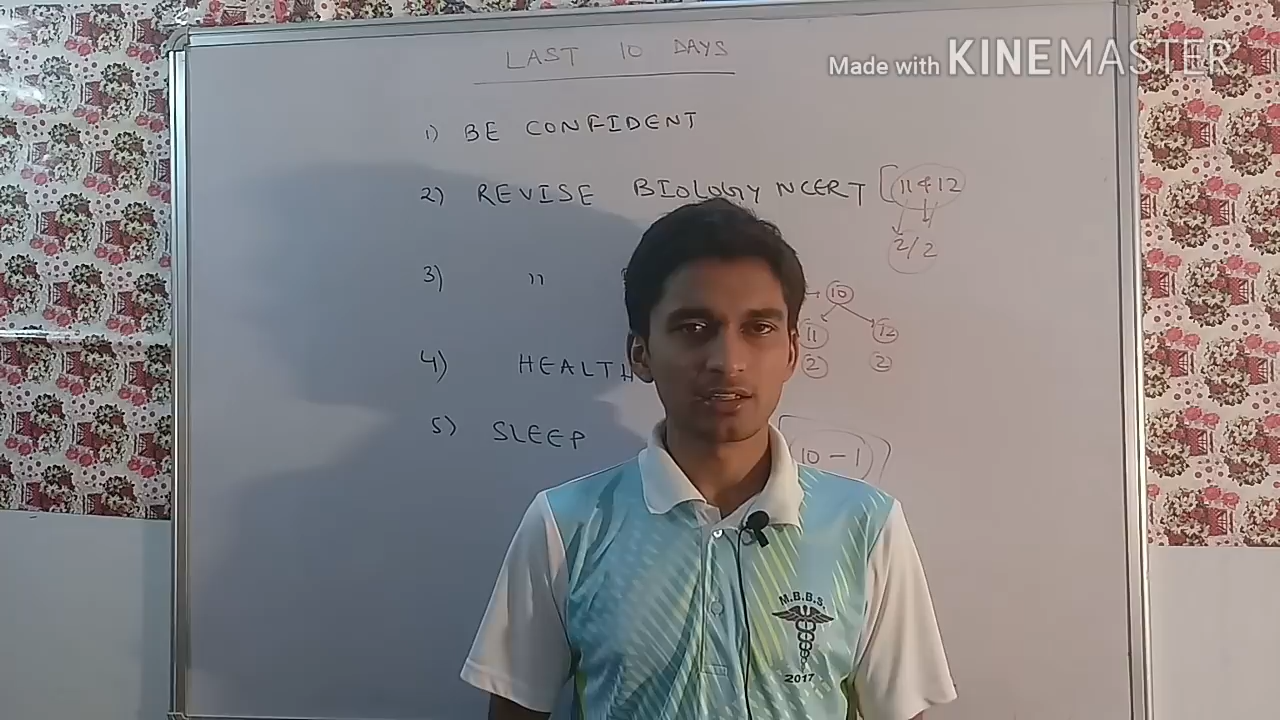 LAST 10 DAYS
Made with KINEMASTER
1) BE CONFIDENT
2) REVISE BIOLOGY NCERT [11 & 12
2/2
3) "
10
11 12
2 2
4) HEALTH
5) SLEEP
10 - 1
M.B.B.S.
2017